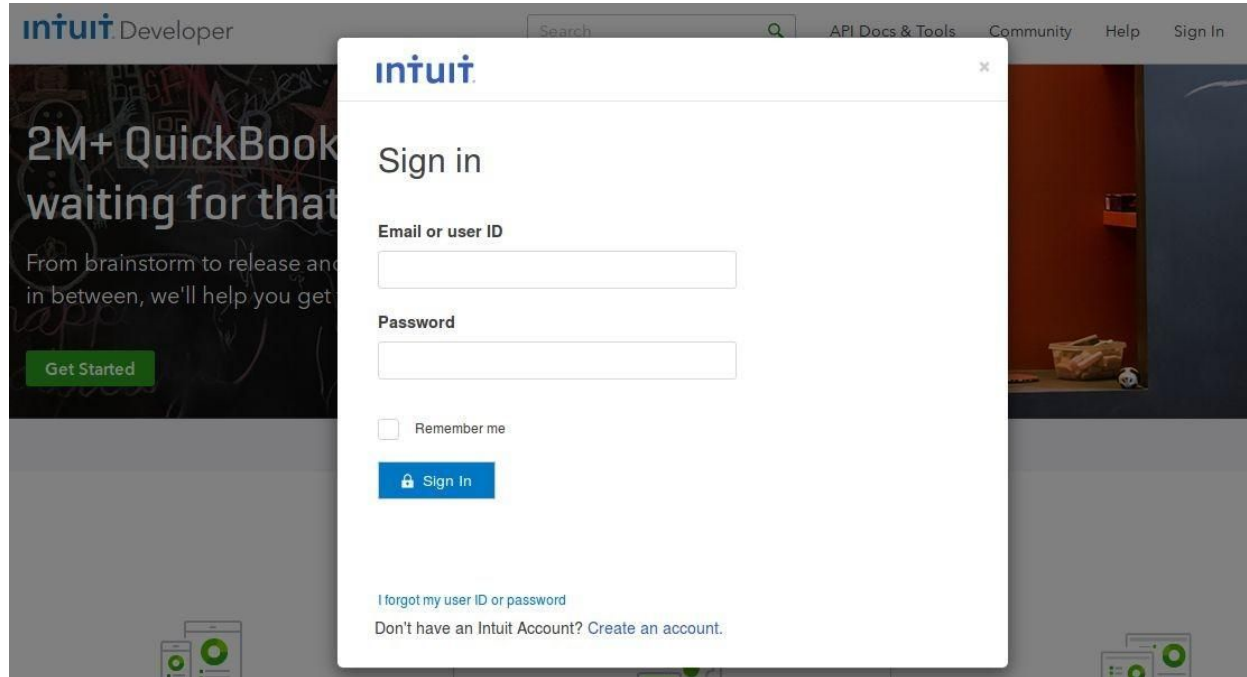 intuit Developer
Search
API Docs & Tools
Community
Help
Sign In
2M+ QuickBook
waiting for that
From brainstorm to release and
in between, we'll help you get
Get Started
intuit
×
Sign in
Email or user ID
Password
Remember me
Sign In
I forgot my user ID or password
Don't have an Intuit Account? Create an account.